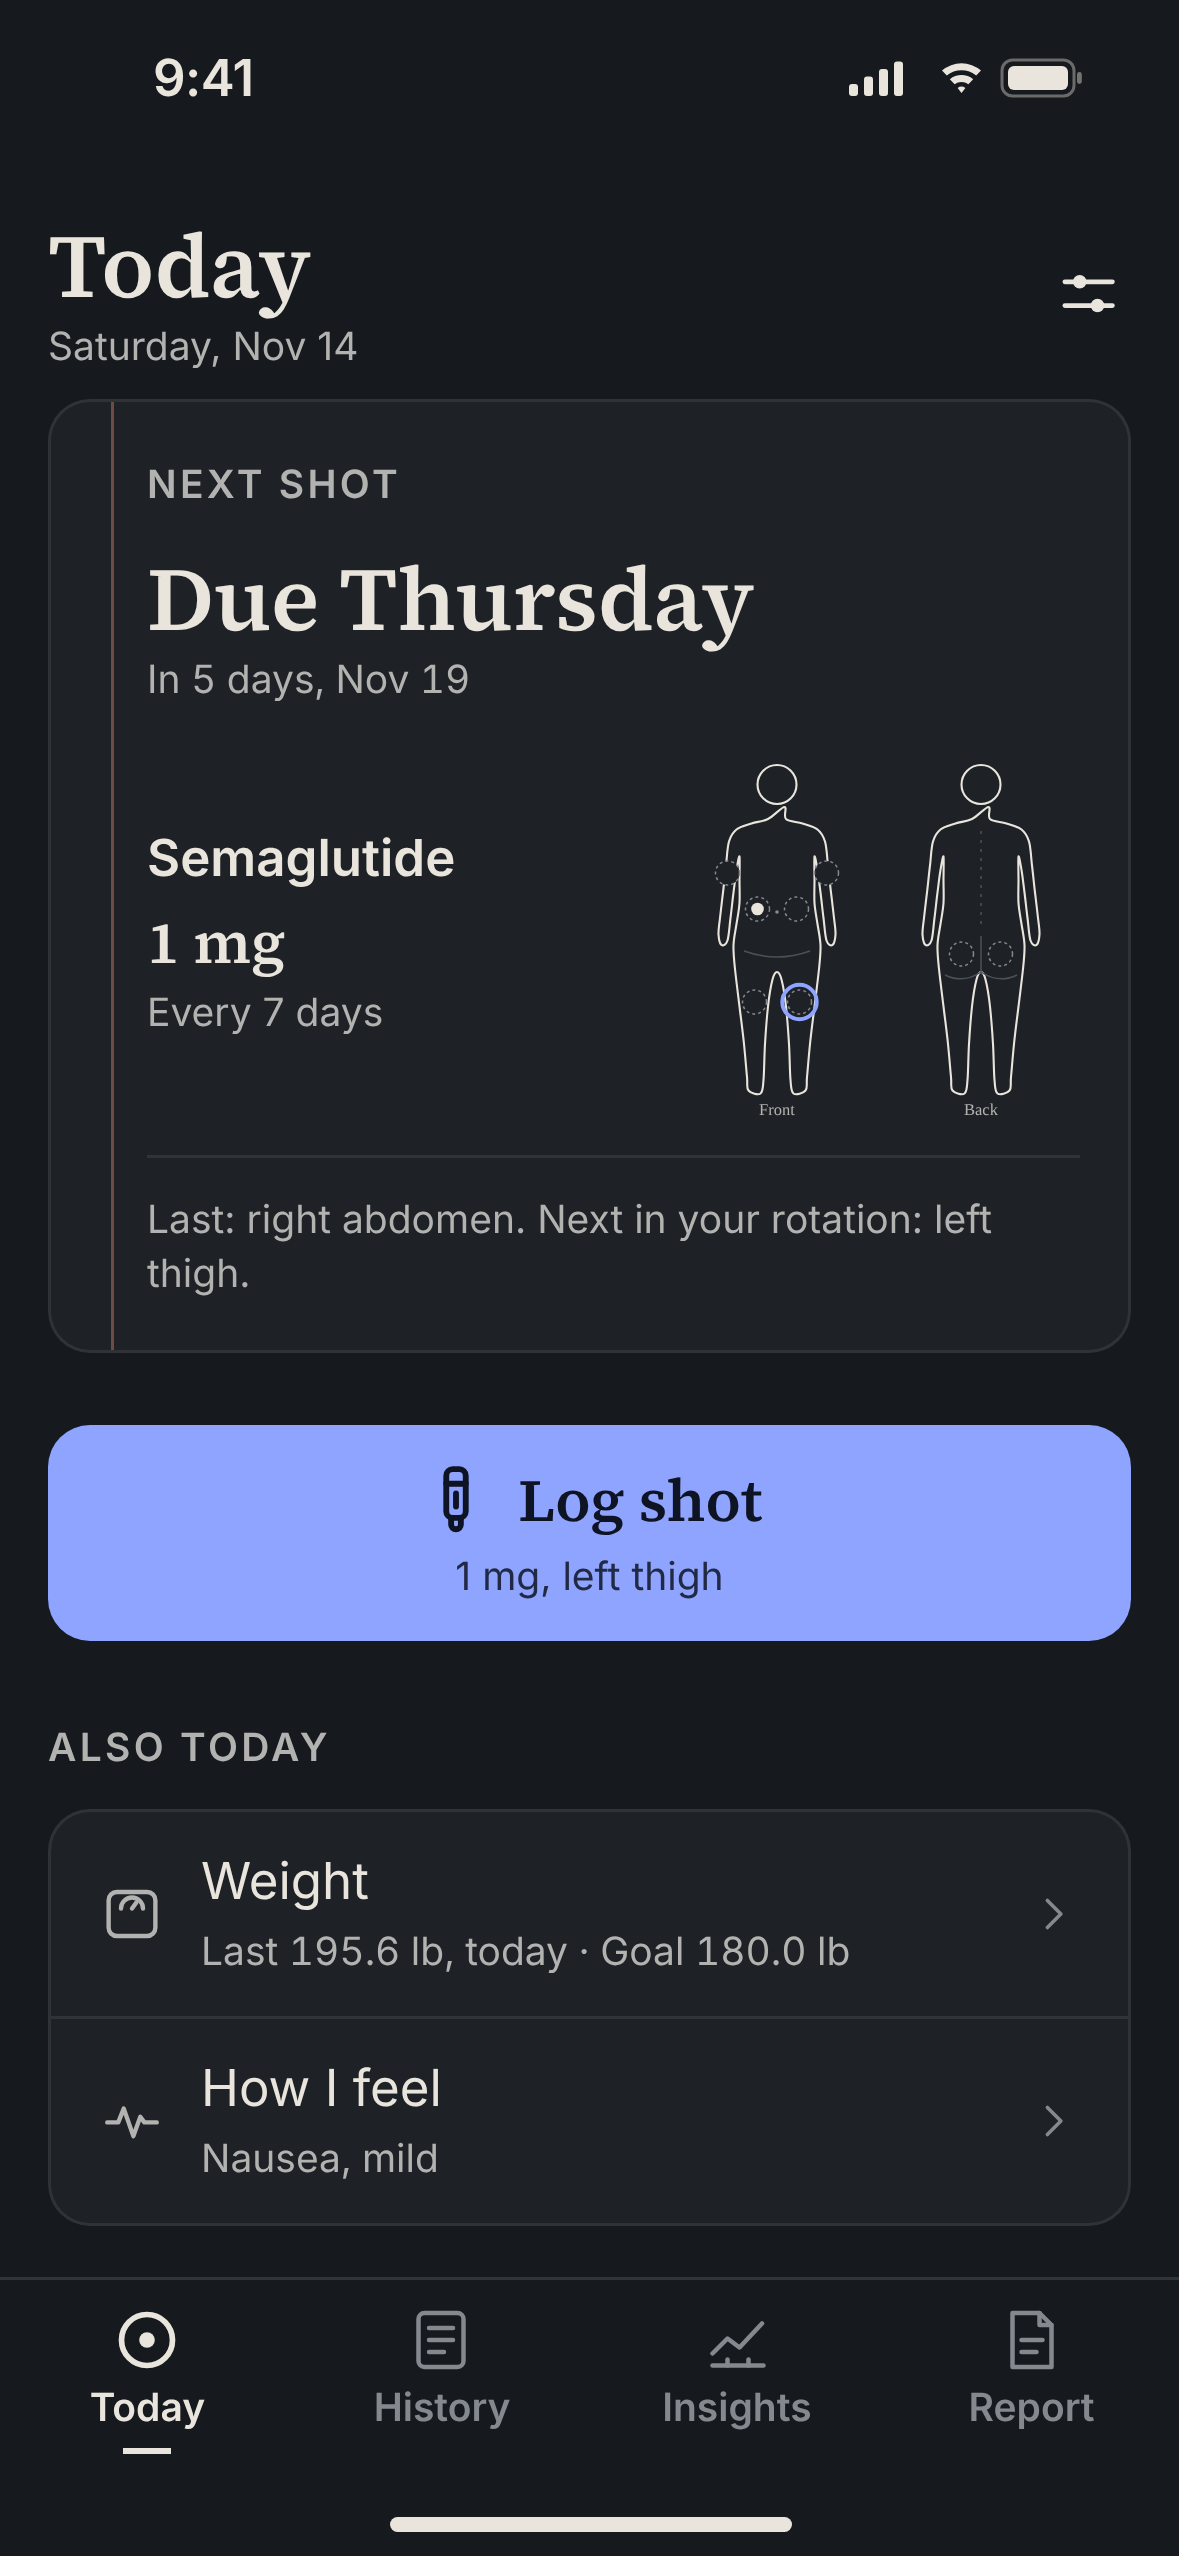 9:41
Today
Saturday, Nov 14
NEXT SHOT
Due Thursday
In 5 days, Nov 19
Semaglutide
1 mg
Every 7 days
Front
Back
Last: right abdomen. Next in your rotation: left
thigh.
Log shot
1 mg, left thigh
ALSO TODAY
Weight
Last 195.6 lb, today · Goal 180.0 lb
How I feel
Nausea, mild
Today
History
Insights
Report